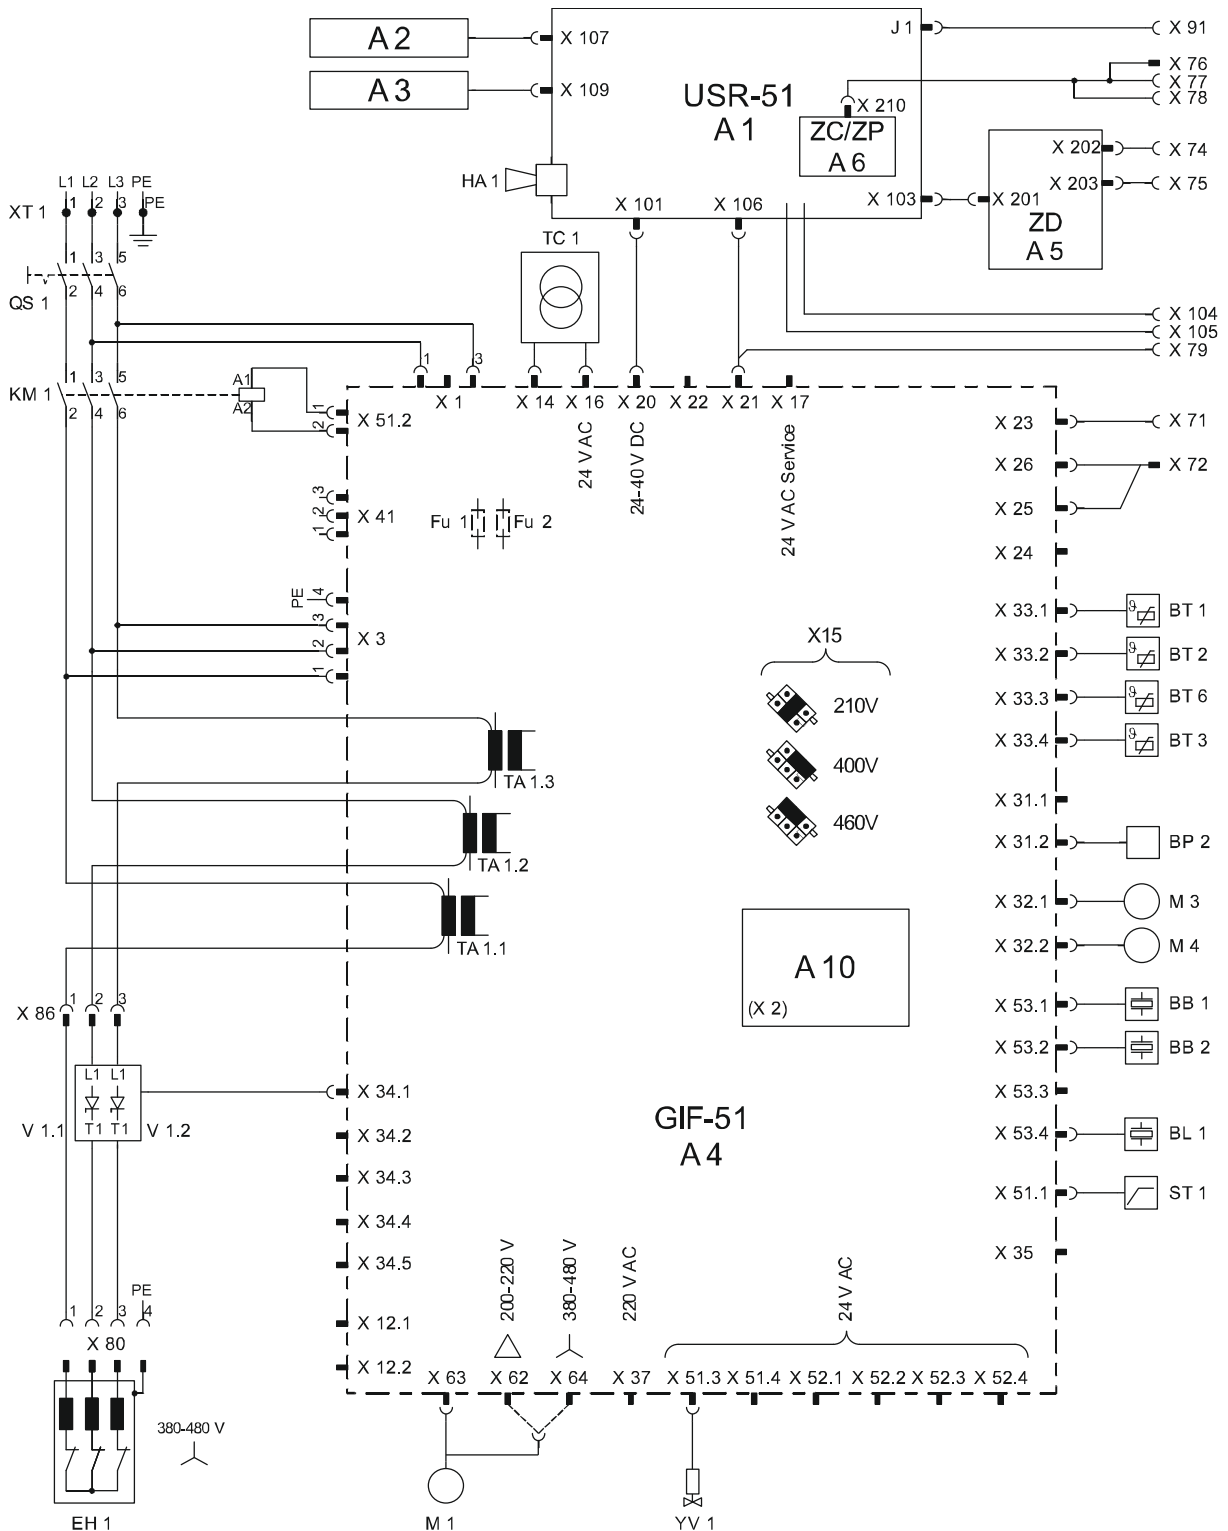 A 2
X 107
J 1
X 91
A 3
X 109
USR-51
A 1
X 210
ZC/ZP
A 6
X 76
X 77
X 78
X 202
X 74
X 203
X 75
HA 1
X 101
X 106
X 103
X 201
ZD
A 5
L1 L2 L3 PE
XT 1
1 2 3 PE
TC 1
1 3 5
QS 1
2 4 6
X 104
X 105
X 79
1 3
KM 1
1 3 5
2 4 6
A1
A2
1
2
X 51.2
X 1
X 14
X 16
X 20
X 22
X 21
X 17
24 V AC
24-40 V DC
24 V AC Service
X 23
X 71
X 26
X 72
X 25
X 24
3
2
1
X 41
Fu 1
Fu 2
PE
4
3
2
1
X 3
X 33.1
BT 1
X 33.2
BT 2
X 33.3
BT 6
X 33.4
BT 3
ϑ
ϑ
ϑ
ϑ
X15
210V
400V
460V
TA 1.3
TA 1.2
TA 1.1
X 31.1
X 31.2
BP 2
X 32.1
M 3
X 32.2
M 4
A 10
(X 2)
X 53.1
BB 1
X 53.2
BB 2
X 53.3
X 53.4
BL 1
X 51.1
ST 1
X 35
X 86
1 2 3
L1 L1
T1 T1
V 1.1
V 1.2
X 34.1
X 34.2
X 34.3
X 34.4
X 34.5
X 12.1
X 12.2
GIF-51
A 4
200-220 V
380-480 V
220 V AC
24 V AC
X 63
X 62
X 64
X 37
X 51.3
X 51.4
X 52.1
X 52.2
X 52.3
X 52.4
PE
1 2 3 4
X 80
380-480 V
EH 1
M 1
YV 1